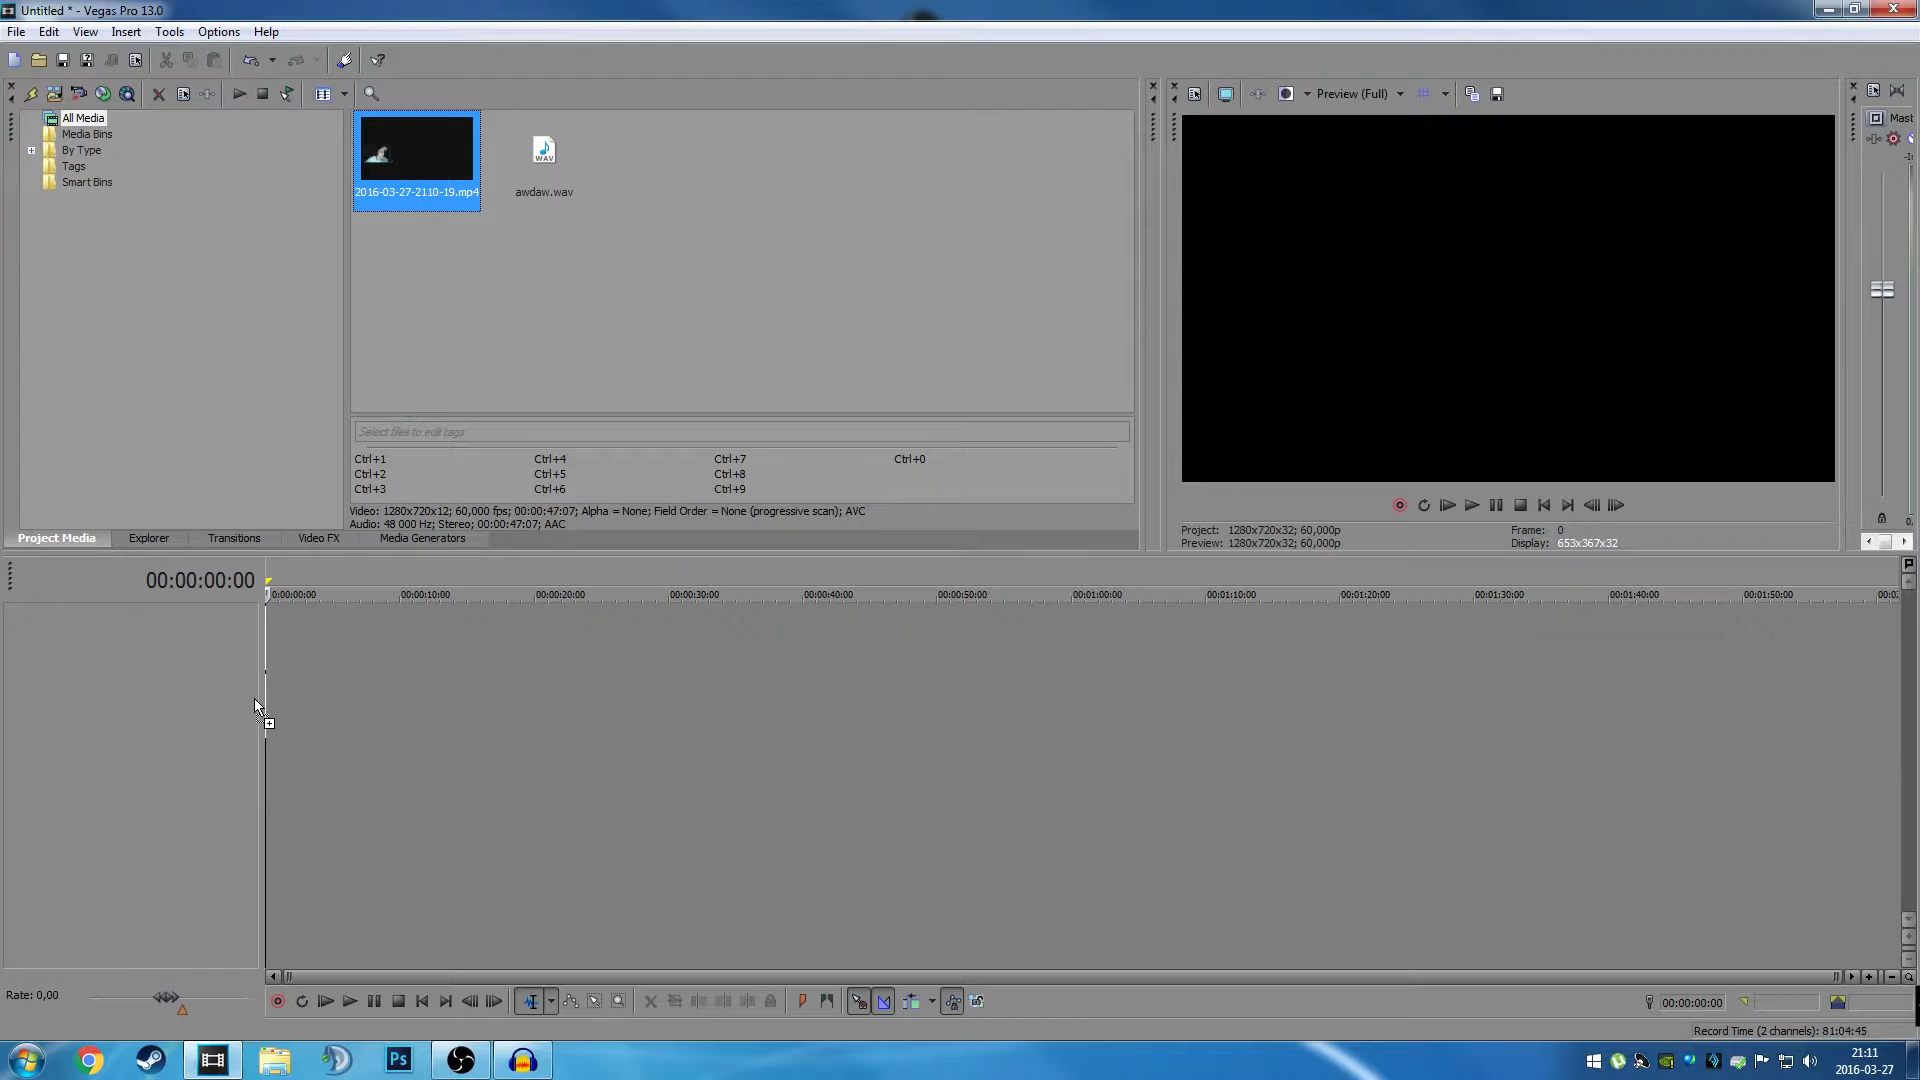 Untitled * - Vegas Pro 13.0
File Edit View Insert Tools Options Help
Preview (Full)
All Media
Media Bins
By Type
Tags
Smart Bins
2016-03-27-2110-19.mp4
WAV
awdaw.wav
Mast
Select files to edit tags
Ctrl+1 Ctrl+4 Ctrl+7 Ctrl+0
Ctrl+2 Ctrl+5 Ctrl+8
Ctrl+3 Ctrl+6 Ctrl+9
Video: 1280x720x12; 60,000 fps; 00:00:47:07; Alpha = None; Field Order = None (progressive scan); AVC
Audio: 48 000 Hz; Stereo; 00:00:47:07; AAC
Project: 1280x720x32; 60,000p Frame: 0
Preview: 1280x720x32; 60,000p Display: 653x367x32
Project Media Explorer Transitions Video FX Media Generators
00:00:00:00
0:00:00:00 00:00:10:00 00:00:20:00 00:00:30:00 00:00:40:00 00:00:50:00 00:01:00:00 00:01:10:00 00:01:20:00 00:01:30:00 00:01:40:00 00:01:50:00
Rate: 0,00
00:00:00:00
Record Time (2 channels): 81:04:45
Ps
21:11
2016-03-27